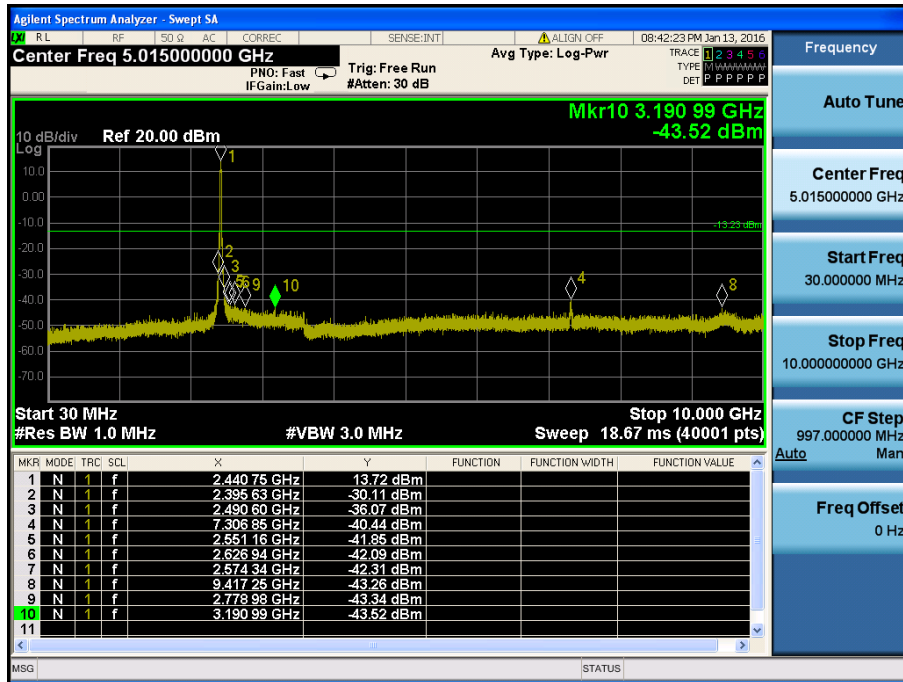 Agilent Spectrum Analyzer - Swept SA
LXI RL RF 50 Ω AC CORREC SENSE:INT ALIGN OFF 08:42:23 PM Jan 13, 2016
Center Freq 5.015000000 GHz
PNO: Fast
IFGain:Low
Trig: Free Run
#Atten: 30 dB
Avg Type: Log-Pwr
TRACE 1 2 3 4 5 6
TYPE M W W W W W
DET P P P P P P
Mkr10 3.190 99 GHz
-43.52 dBm
10 dB/div Ref 20.00 dBm
Log
10.0
0.00
-10.0
-20.0
-30.0
-40.0
-50.0
-60.0
-70.0
-13.23 dBm
1
2
3
5 6 9 10
4
8
Start 30 MHz Stop 10.000 GHz
#Res BW 1.0 MHz #VBW 3.0 MHz Sweep 18.67 ms (40001 pts)
MKR MODE TRC SCL X Y FUNCTION FUNCTION WIDTH FUNCTION VALUE
1 N 1 f 2.440 75 GHz 13.72 dBm
2 N 1 f 2.395 63 GHz -30.11 dBm
3 N 1 f 2.490 60 GHz -36.07 dBm
4 N 1 f 7.306 85 GHz -40.44 dBm
5 N 1 f 2.551 16 GHz -41.85 dBm
6 N 1 f 2.626 94 GHz -42.09 dBm
7 N 1 f 2.574 34 GHz -42.31 dBm
8 N 1 f 9.417 25 GHz -43.26 dBm
9 N 1 f 2.778 98 GHz -43.34 dBm
10 N 1 f 3.190 99 GHz -43.52 dBm
11
MSG STATUS
Frequency
Auto Tune
Center Freq
5.015000000 GHz
Start Freq
30.000000 MHz
Stop Freq
10.000000000 GHz
CF Step
997.000000 MHz
Auto Man
Freq Offset
0 Hz